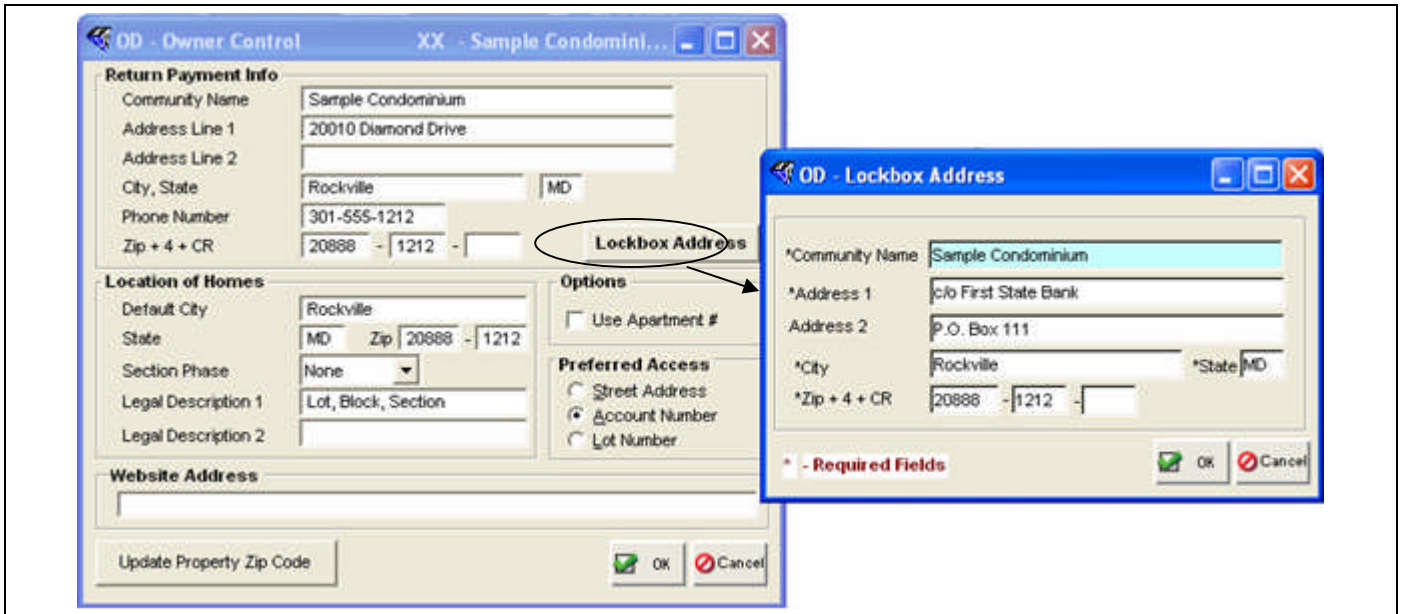 OD - Owner Control XX - Sample Condomini...
Return Payment Info
Community Name Sample Condominium
Address Line 1 20010 Diamond Drive
Address Line 2
City, State Rockville MD
Phone Number 301-555-1212
Zip + 4 + CR 20888 - 1212 -
Lockbox Address
Location of Homes
Default City Rockville
State MD Zip 20888 - 1212
Section Phase None
Legal Description 1 Lot, Block, Section
Legal Description 2
Options
Use Apartment #
Preferred Access
Street Address
Account Number
Lot Number
Website Address
Update Property Zip Code
OK Cancel
OD - Lockbox Address
*Community Name Sample Condominium
*Address 1 c/o First State Bank
Address 2 P.O. Box 111
*City Rockville *State MD
*Zip + 4 + CR 20888 - 1212 -
* - Required Fields
OK Cancel